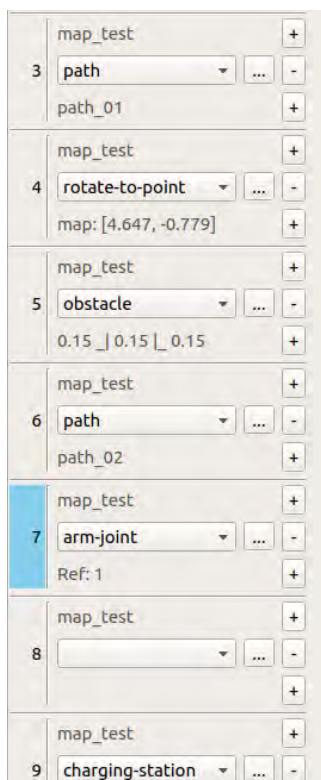 map_test +
3 path ... -
path_01 +
map_test +
4 rotate-to-point ... -
map: [4.647, -0.779] +
map_test +
5 obstacle ... -
0.15 _| 0.15 |_ 0.15 +
map_test +
6 path ... -
path_02 +
map_test +
7 arm-joint ... -
Ref: 1 +
map_test +
8 ... -
+
map_test +
9 charging-station ... -